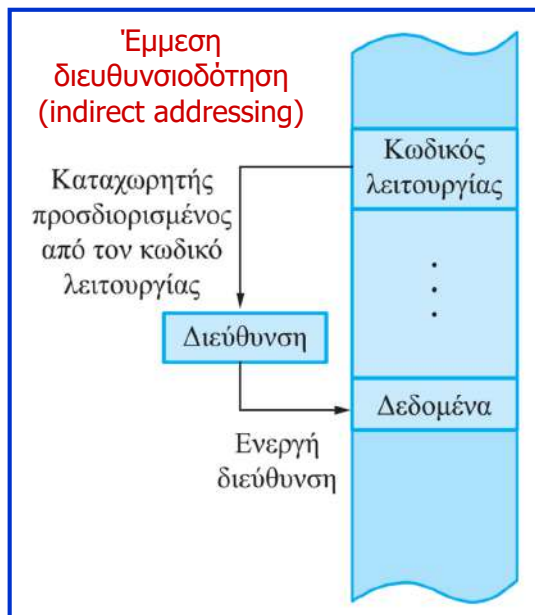 Έμμεση
διευθυνσιοδότηση
(indirect addressing)
Κωδικός
λειτουργίας
Καταχωρητής
προσδιορισμένος
από τον κωδικό
λειτουργίας
Διεύθυνση
Δεδομένα
Ενεργή
διεύθυνση